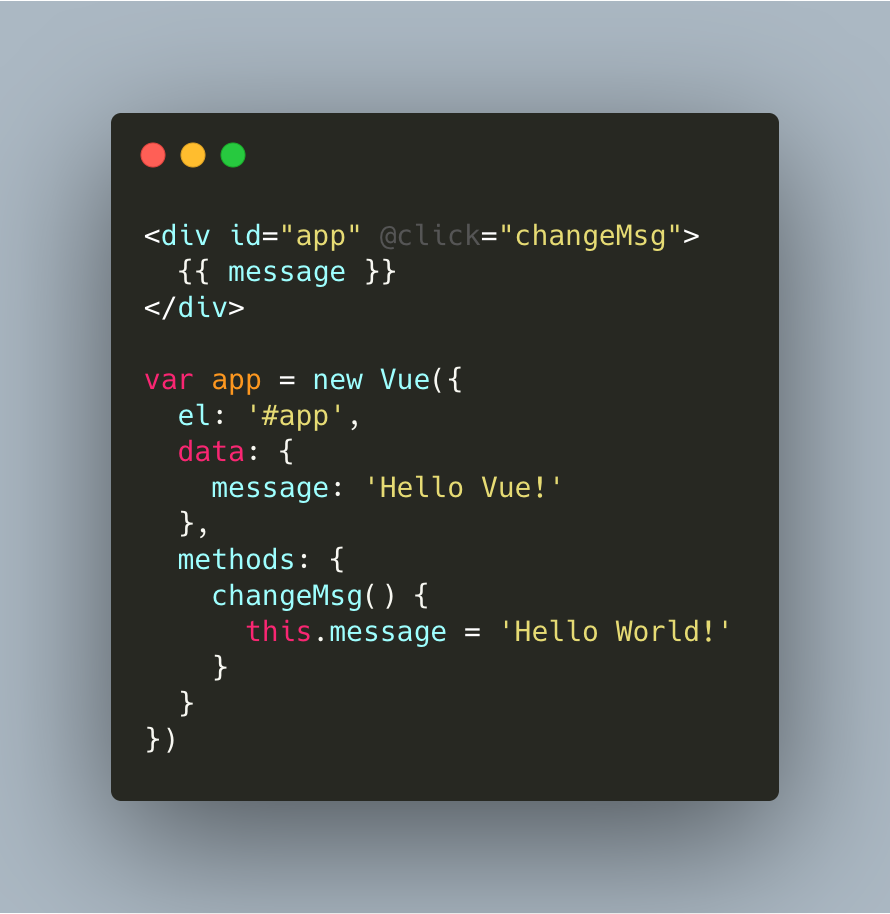 <div id="app" @click="changeMsg">
  {{ message }}
</div>

var app = new Vue({
  el: '#app',
  data: {
    message: 'Hello Vue!'
  },
  methods: {
    changeMsg() {
      this.message = 'Hello World!'
    }
  }
})